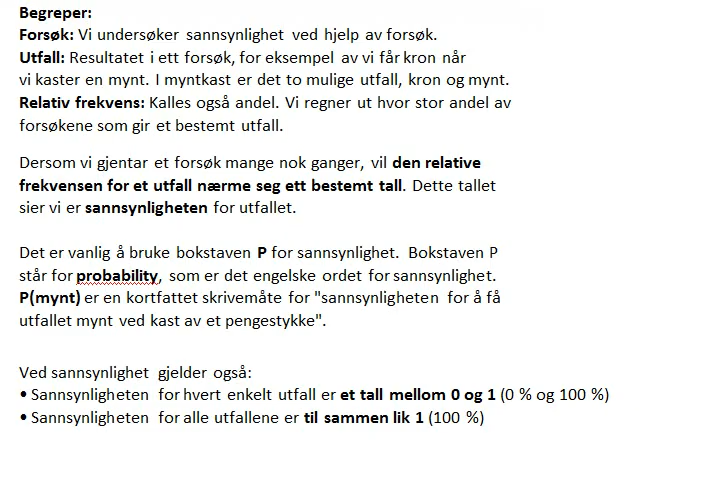 Begreper:
Forsøk: Vi undersøker sannsynlighet ved hjelp av forsøk.
Utfall: Resultatet i ett forsøk, for eksempel av vi får kron når
vi kaster en mynt. I myntkast er det to mulige utfall, kron og mynt.
Relativ frekvens: Kalles også andel. Vi regner ut hvor stor andel av
forsøkene som gir et bestemt utfall.
Dersom vi gjentar et forsøk mange nok ganger, vil den relative
frekvensen for et utfall nærme seg ett bestemt tall. Dette tallet
sier vi er sannsynligheten for utfallet.
Det er vanlig å bruke bokstaven P for sannsynlighet. Bokstaven P
står for probability, som er det engelske ordet for sannsynlighet.
P(mynt) er en kortfattet skrivemåte for "sannsynligheten for å få
utfallet mynt ved kast av et pengestykke".
Ved sannsynlighet gjelder også:
• Sannsynligheten for hvert enkelt utfall er et tall mellom 0 og 1 (0 % og 100 %)
• Sannsynligheten for alle utfallene er til sammen lik 1 (100 %)